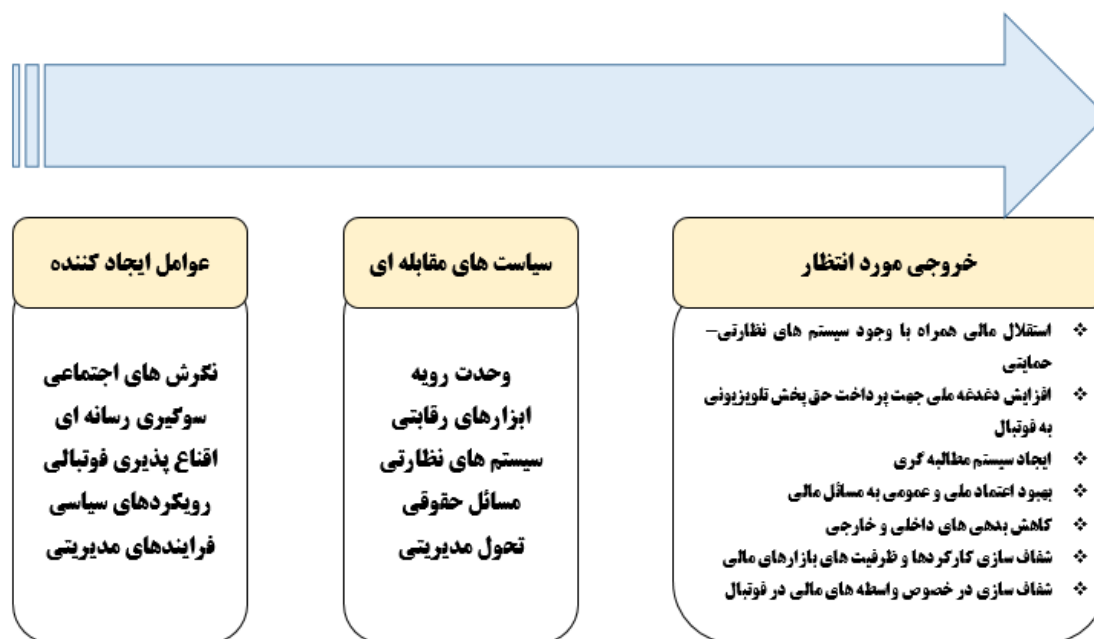 عوامل ایجاد کننده
نگرش های اجتماعی
سوگیری رسانه ای
اقناع پذیری فوتبالی
رویکردهای سیاسی
فرایندهای مدیریتی
سیاست های مقابله ای
وحدت رویه
ابزارهای رقابتی
سیستم های نظارتی
مسائل حقوقی
تحول مدیریتی
خروجی مورد انتظار
❖ استقلال مالی همراه با وجود سیستم های نظارتی–
حمایتی
❖ افزایش دغدغه ملی جهت پرداخت حق پخش تلویزیونی
به فوتبال
❖ ایجاد سیستم مطالبه گری
❖ بهبود اعتماد ملی و عمومی به مسائل مالی
❖ کاهش بدهی های داخلی و خارجی
❖ شفاف سازی کارکردها و ظرفیت های بازارهای مالی
❖ شفاف سازی در خصوص واسطه های مالی در فوتبال